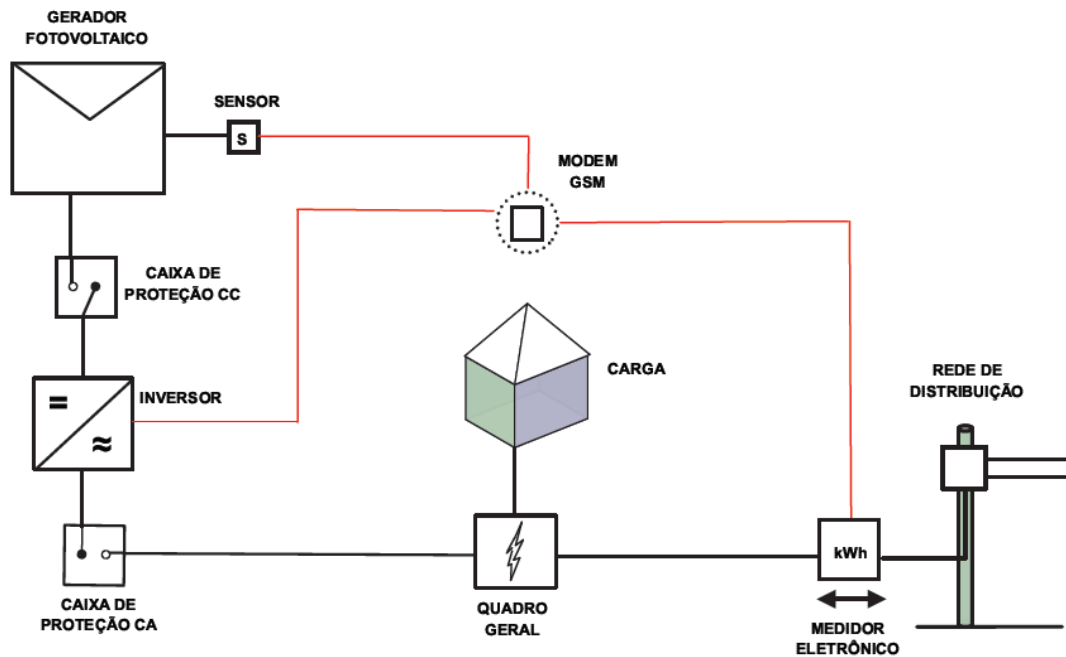 GERADOR
FOTOVOLTAICO
SENSOR
S
MODEM
GSM
CAIXA DE
PROTEÇÃO CC
CARGA
REDE DE
DISTRIBUIÇÃO
=
≈
INVERSOR
kWh
CAIXA DE
PROTEÇÃO CA
QUADRO
GERAL
MEDIDOR
ELETRÔNICO